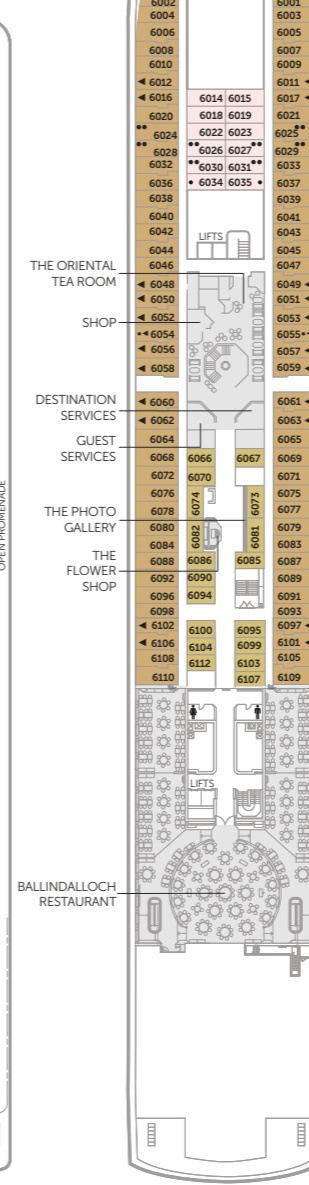 6002 6001
6004 6003
6006 6005
6008 6007
6010 6009
6012 6011
6016 6014 6015 6017
6020 6018 6019 6021
6024 6022 6023 6025
6028 6026 6027 6029
6032 6030 6031 6033
6036 6034 6035 6037
6038 6039
6040 6041
6042 LIFTS 6043
6044 6045
6046 6047
THE ORIENTAL
TEA ROOM
6048 6049
6050 6051
SHOP
6052 6053
6054 6055
6056 6057
6058 6059
DESTINATION
SERVICES
6060 6061
6062 6063
GUEST
SERVICES
6064 6065
6068 6066 6067 6069
6072 6070 6071
6076 6074 6073 6075
THE PHOTO
GALLERY
6078 6077
6080 6082 6081 6079
6084 6083
THE
FLOWER
SHOP
6088 6086 6085 6087
6092 6090 6089
6096 6094 6091
6098 6093
6102 6100 6095 6097
6106 6104 6099 6101
6108 6112 6103 6105
6110 6107 6109
LIFTS
BALLINDALLOCH
RESTAURANT
OPEN PROMENADE